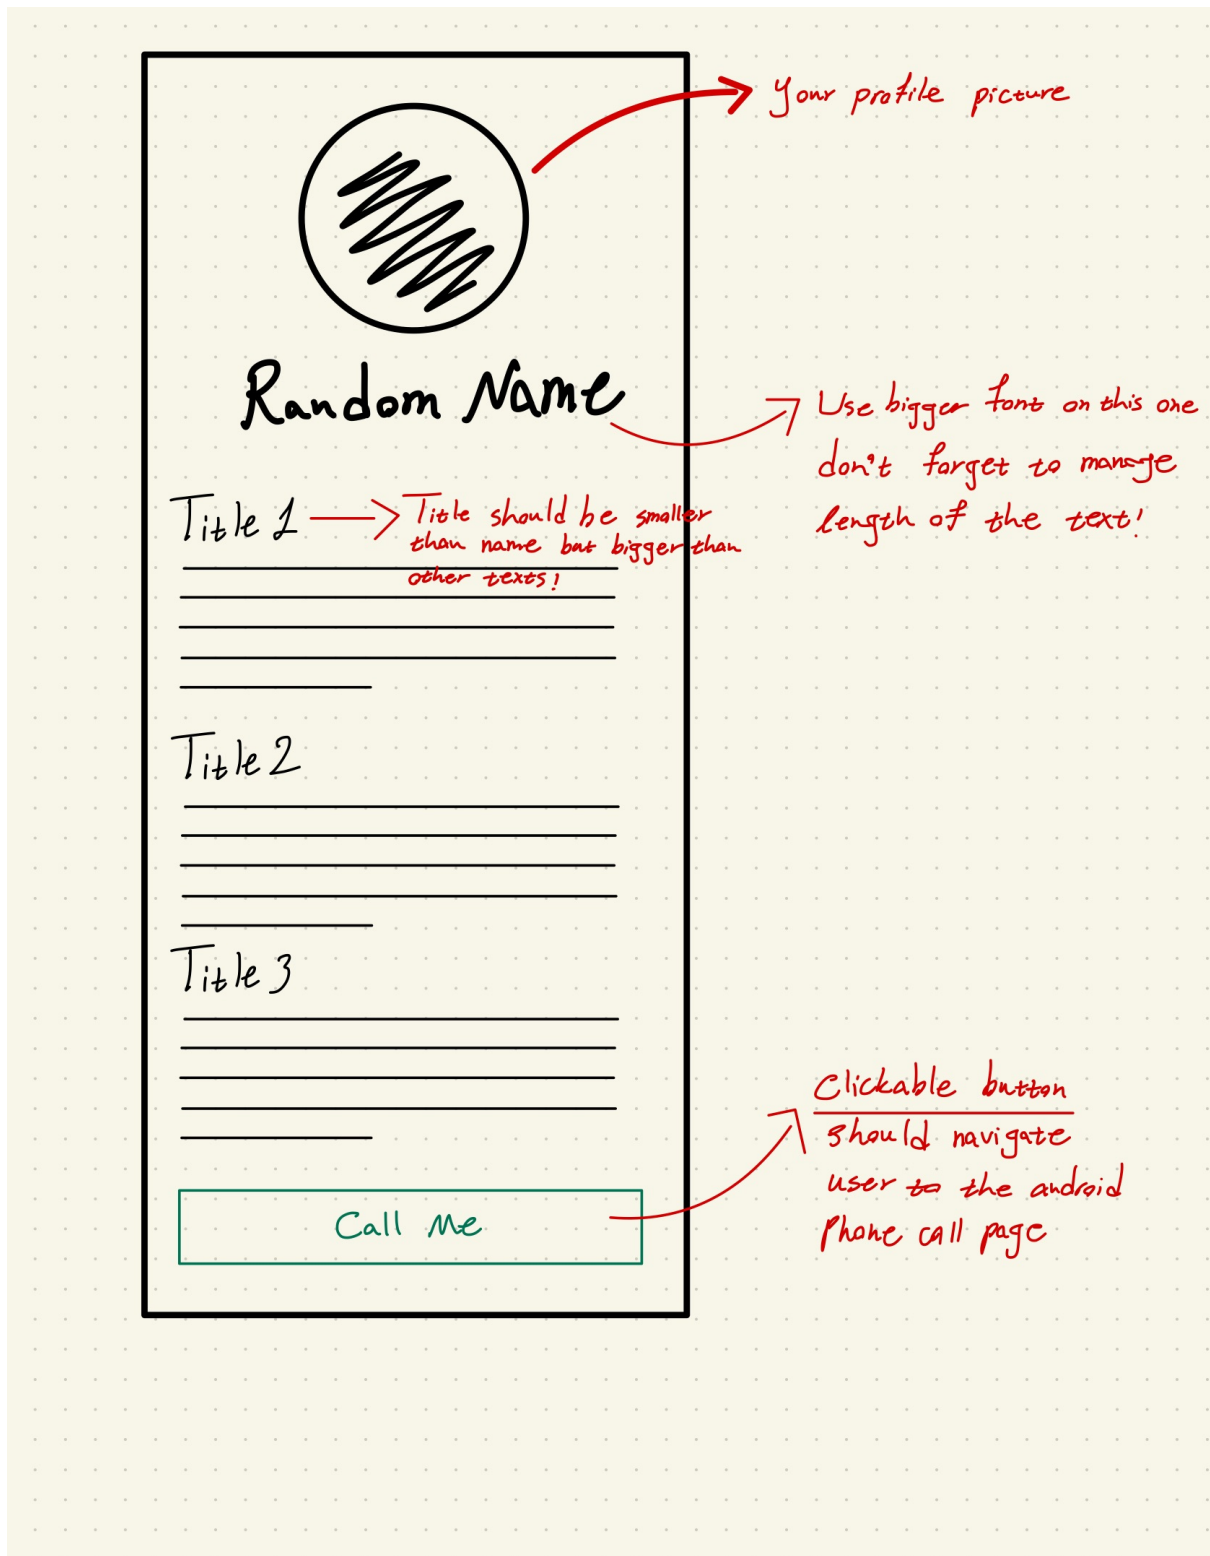 Your profile picture
Random Name
Use bigger font on this one
don't forget to manage
length of the text!
Title 1
Title should be smaller
than name but bigger than
other texts!
Title 2
Title 3
Clickable button
should navigate
user to the android
Phone call page
Call Me